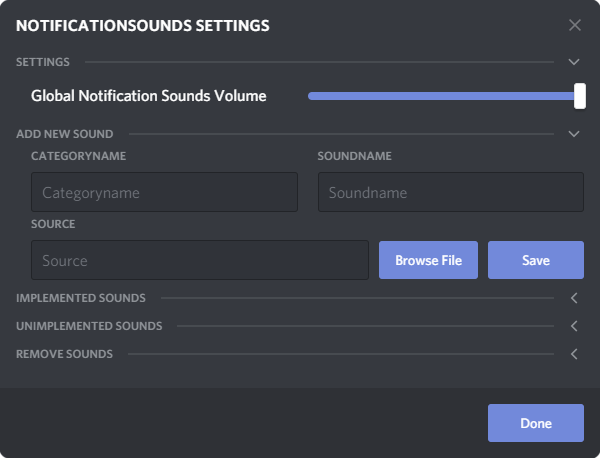 NOTIFICATIONSOUNDS SETTINGS
SETTINGS
Global Notification Sounds Volume
ADD NEW SOUND
CATEGORYNAME SOUNDNAME
Categoryname Soundname
SOURCE
Source Browse File Save
IMPLEMENTED SOUNDS
UNIMPLEMENTED SOUNDS
REMOVE SOUNDS
Done